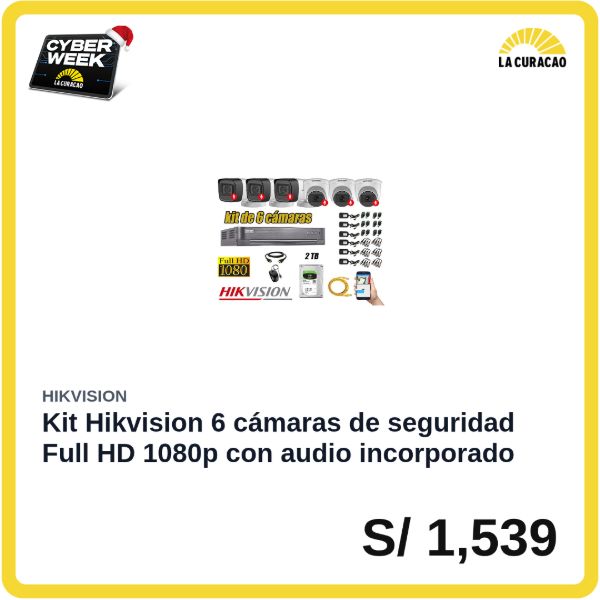 CYBER
WEEK
LA CURACAO
LA CURACAO
kit de 6 cámaras
2 TB
Full HD
1080
HIKVISION
HIKVISION
Kit Hikvision 6 cámaras de seguridad
Full HD 1080p con audio incorporado
S/ 1,539